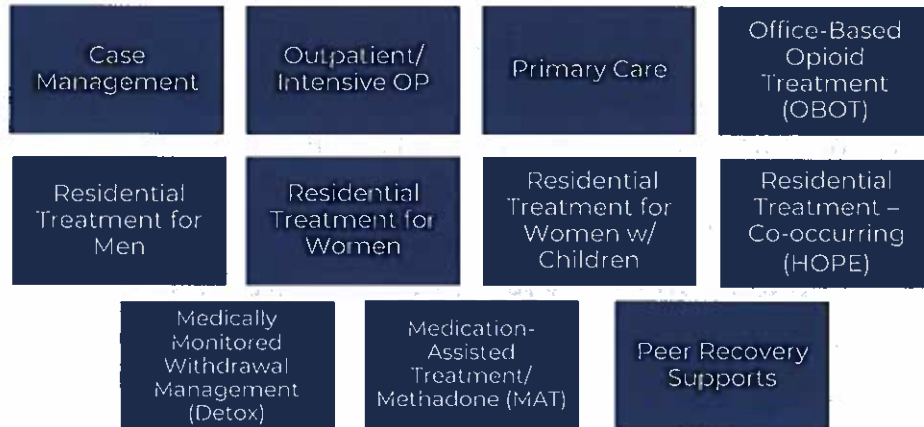 Case
Management
Outpatient/
Intensive OP
Primary Care
Office-Based
Opioid
Treatment
(OBOT)
Residential
Treatment for
Men
Residential
Treatment for
Women
Residential
Treatment for
Women w/
Children
Residential
Treatment –
Co-occurring
(HOPE)
Medically
Monitored
Withdrawal
Management
(Detox)
Medication-
Assisted
Treatment/
Methadone (MAT)
Peer Recovery
Supports